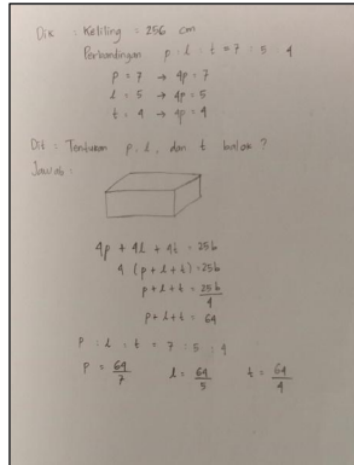 Dik : Keliling = 256 cm
Perbandingan p : l : t = 7 : 5 : 4
p = 7 → 4p = 7
l = 5 → 4p = 5
t = 4 → 4p = 4
Dit : Tentukan p, l, dan t balok ?
Jawab :
4p + 4l + 4t = 256
4 (p + l + t) = 256
p + l + t = 256/4
p + l + t = 64
p : l : t = 7 : 5 : 4
p = 64/7 l = 64/5 t = 64/4